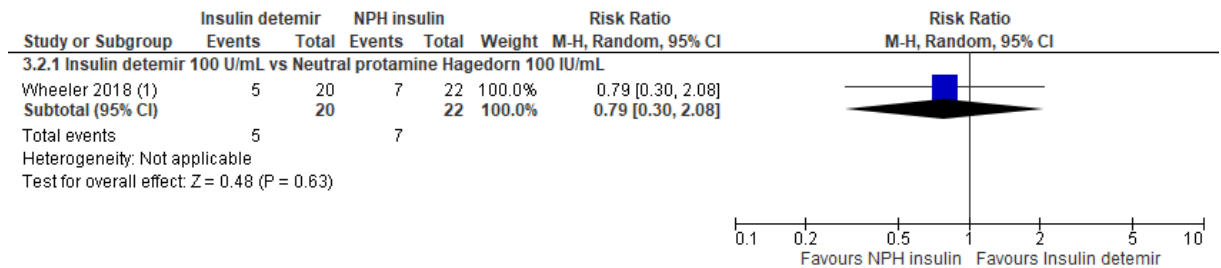 Insulin detemir NPH insulin Risk Ratio Risk Ratio
Study or Subgroup Events Total Events Total Weight M-H, Random, 95% CI M-H, Random, 95% CI
3.2.1 Insulin detemir 100 U/mL vs Neutral protamine Hagedorn 100 IU/mL
Wheeler 2018 (1) 5 20 7 22 100.0% 0.79 [0.30, 2.08]
Subtotal (95% CI) 20 22 100.0% 0.79 [0.30, 2.08]
Total events 5 7
Heterogeneity: Not applicable
Test for overall effect: Z = 0.48 (P = 0.63)
0.1 0.2 0.5 1 2 5 10
Favours NPH insulin Favours Insulin detemir